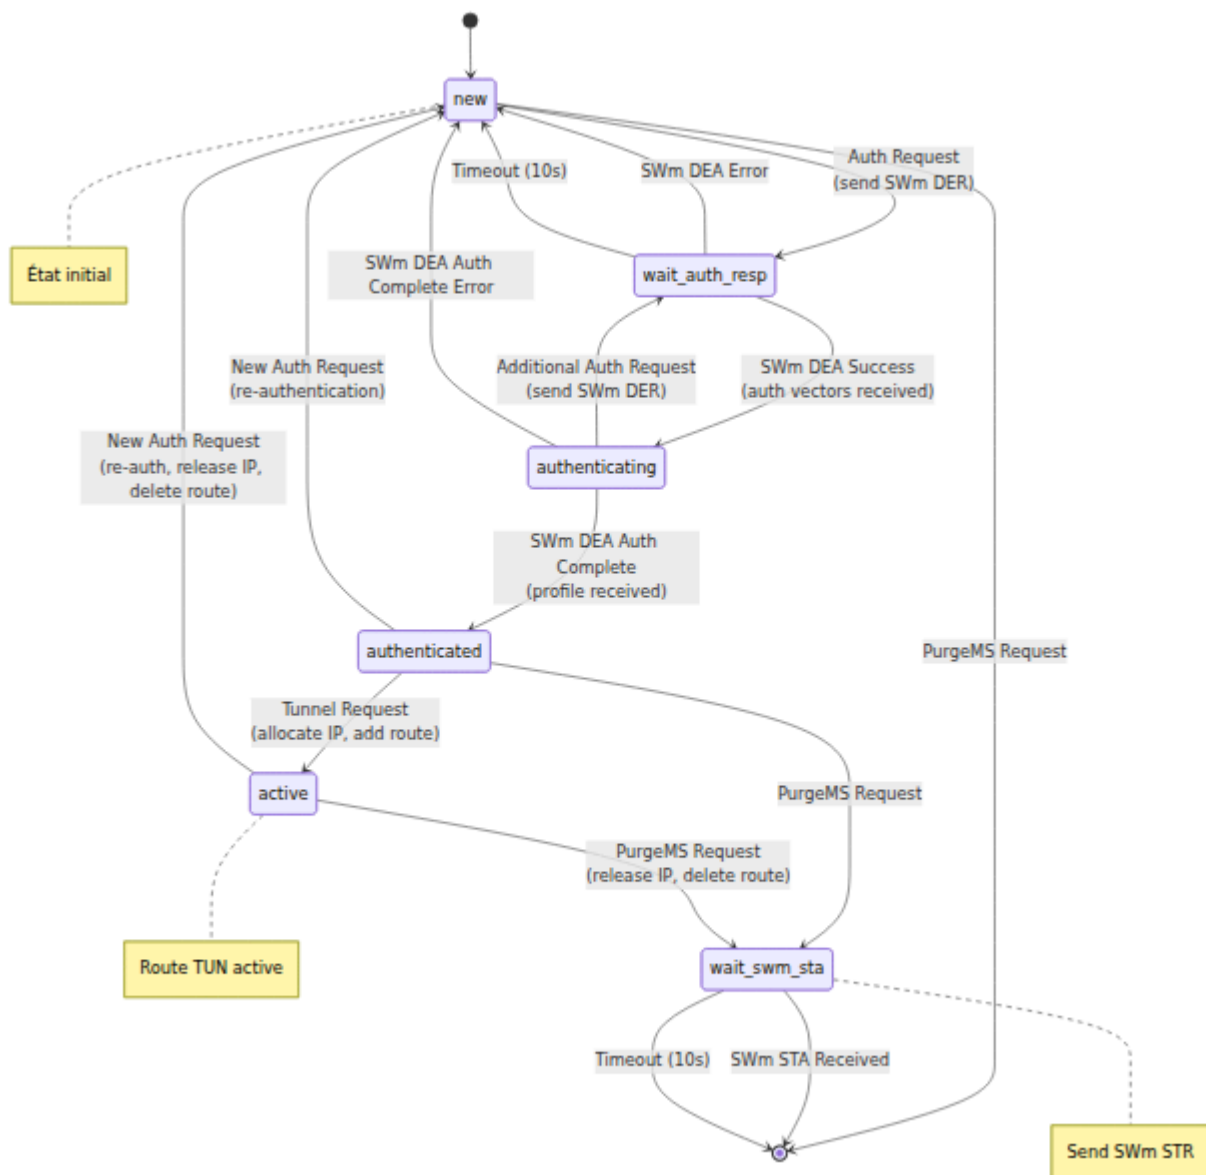 new
Timeout (10s)
SWm DEA Error
Auth Request
(send SWm DER)
État initial
wait_auth_resp
SWm DEA Auth
Complete Error
New Auth Request
(re-authentication)
Additional Auth Request
(send SWm DER)
SWm DEA Success
(auth vectors received)
New Auth Request
(re-auth, release IP,
delete route)
authenticating
SWm DEA Auth
Complete
(profile received)
authenticated
PurgeMS Request
Tunnel Request
(allocate IP, add route)
active
PurgeMS Request
PurgeMS Request
(release IP, delete route)
Route TUN active
wait_swm_sta
Timeout (10s)
SWm STA Received
Send SWm STR